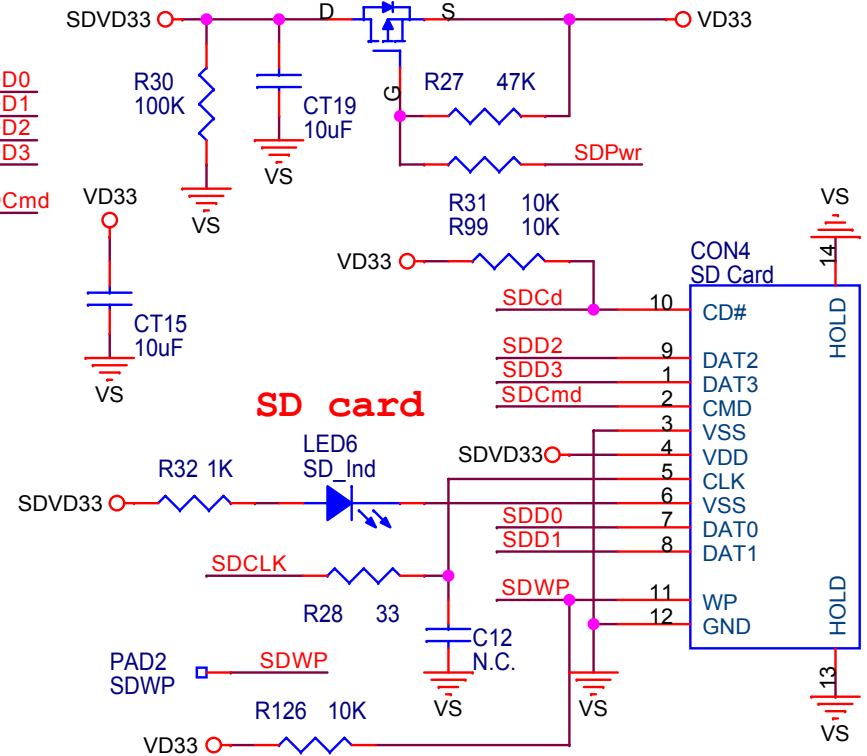 SDVD33
D
S
VD33
D0
D1
D2
D3
Cmd
R30
100K
CT19
10uF
VS
VS
G
R27 47K
SDPwr
R31 10K
R99 10K
VD33
VD33
CT15
10uF
VS
VS
14
CON4
SD Card
HOLD
SDCd 10 CD#
SDD2 9 DAT2
SDD3 1 DAT3
SDCmd 2 CMD
3 VSS
SDVD33 4 VDD
5 CLK
6 VSS
SDD0 7 DAT0
SDD1 8 DAT1
SDWP 11 WP
12 GND
HOLD
13
VS
SD card
LED6
SD_Ind
R32 1K
SDVD33
SDCLK
R28 33
C12
N.C.
VS
VS
PAD2
SDWP
SDWP
R126 10K
VD33